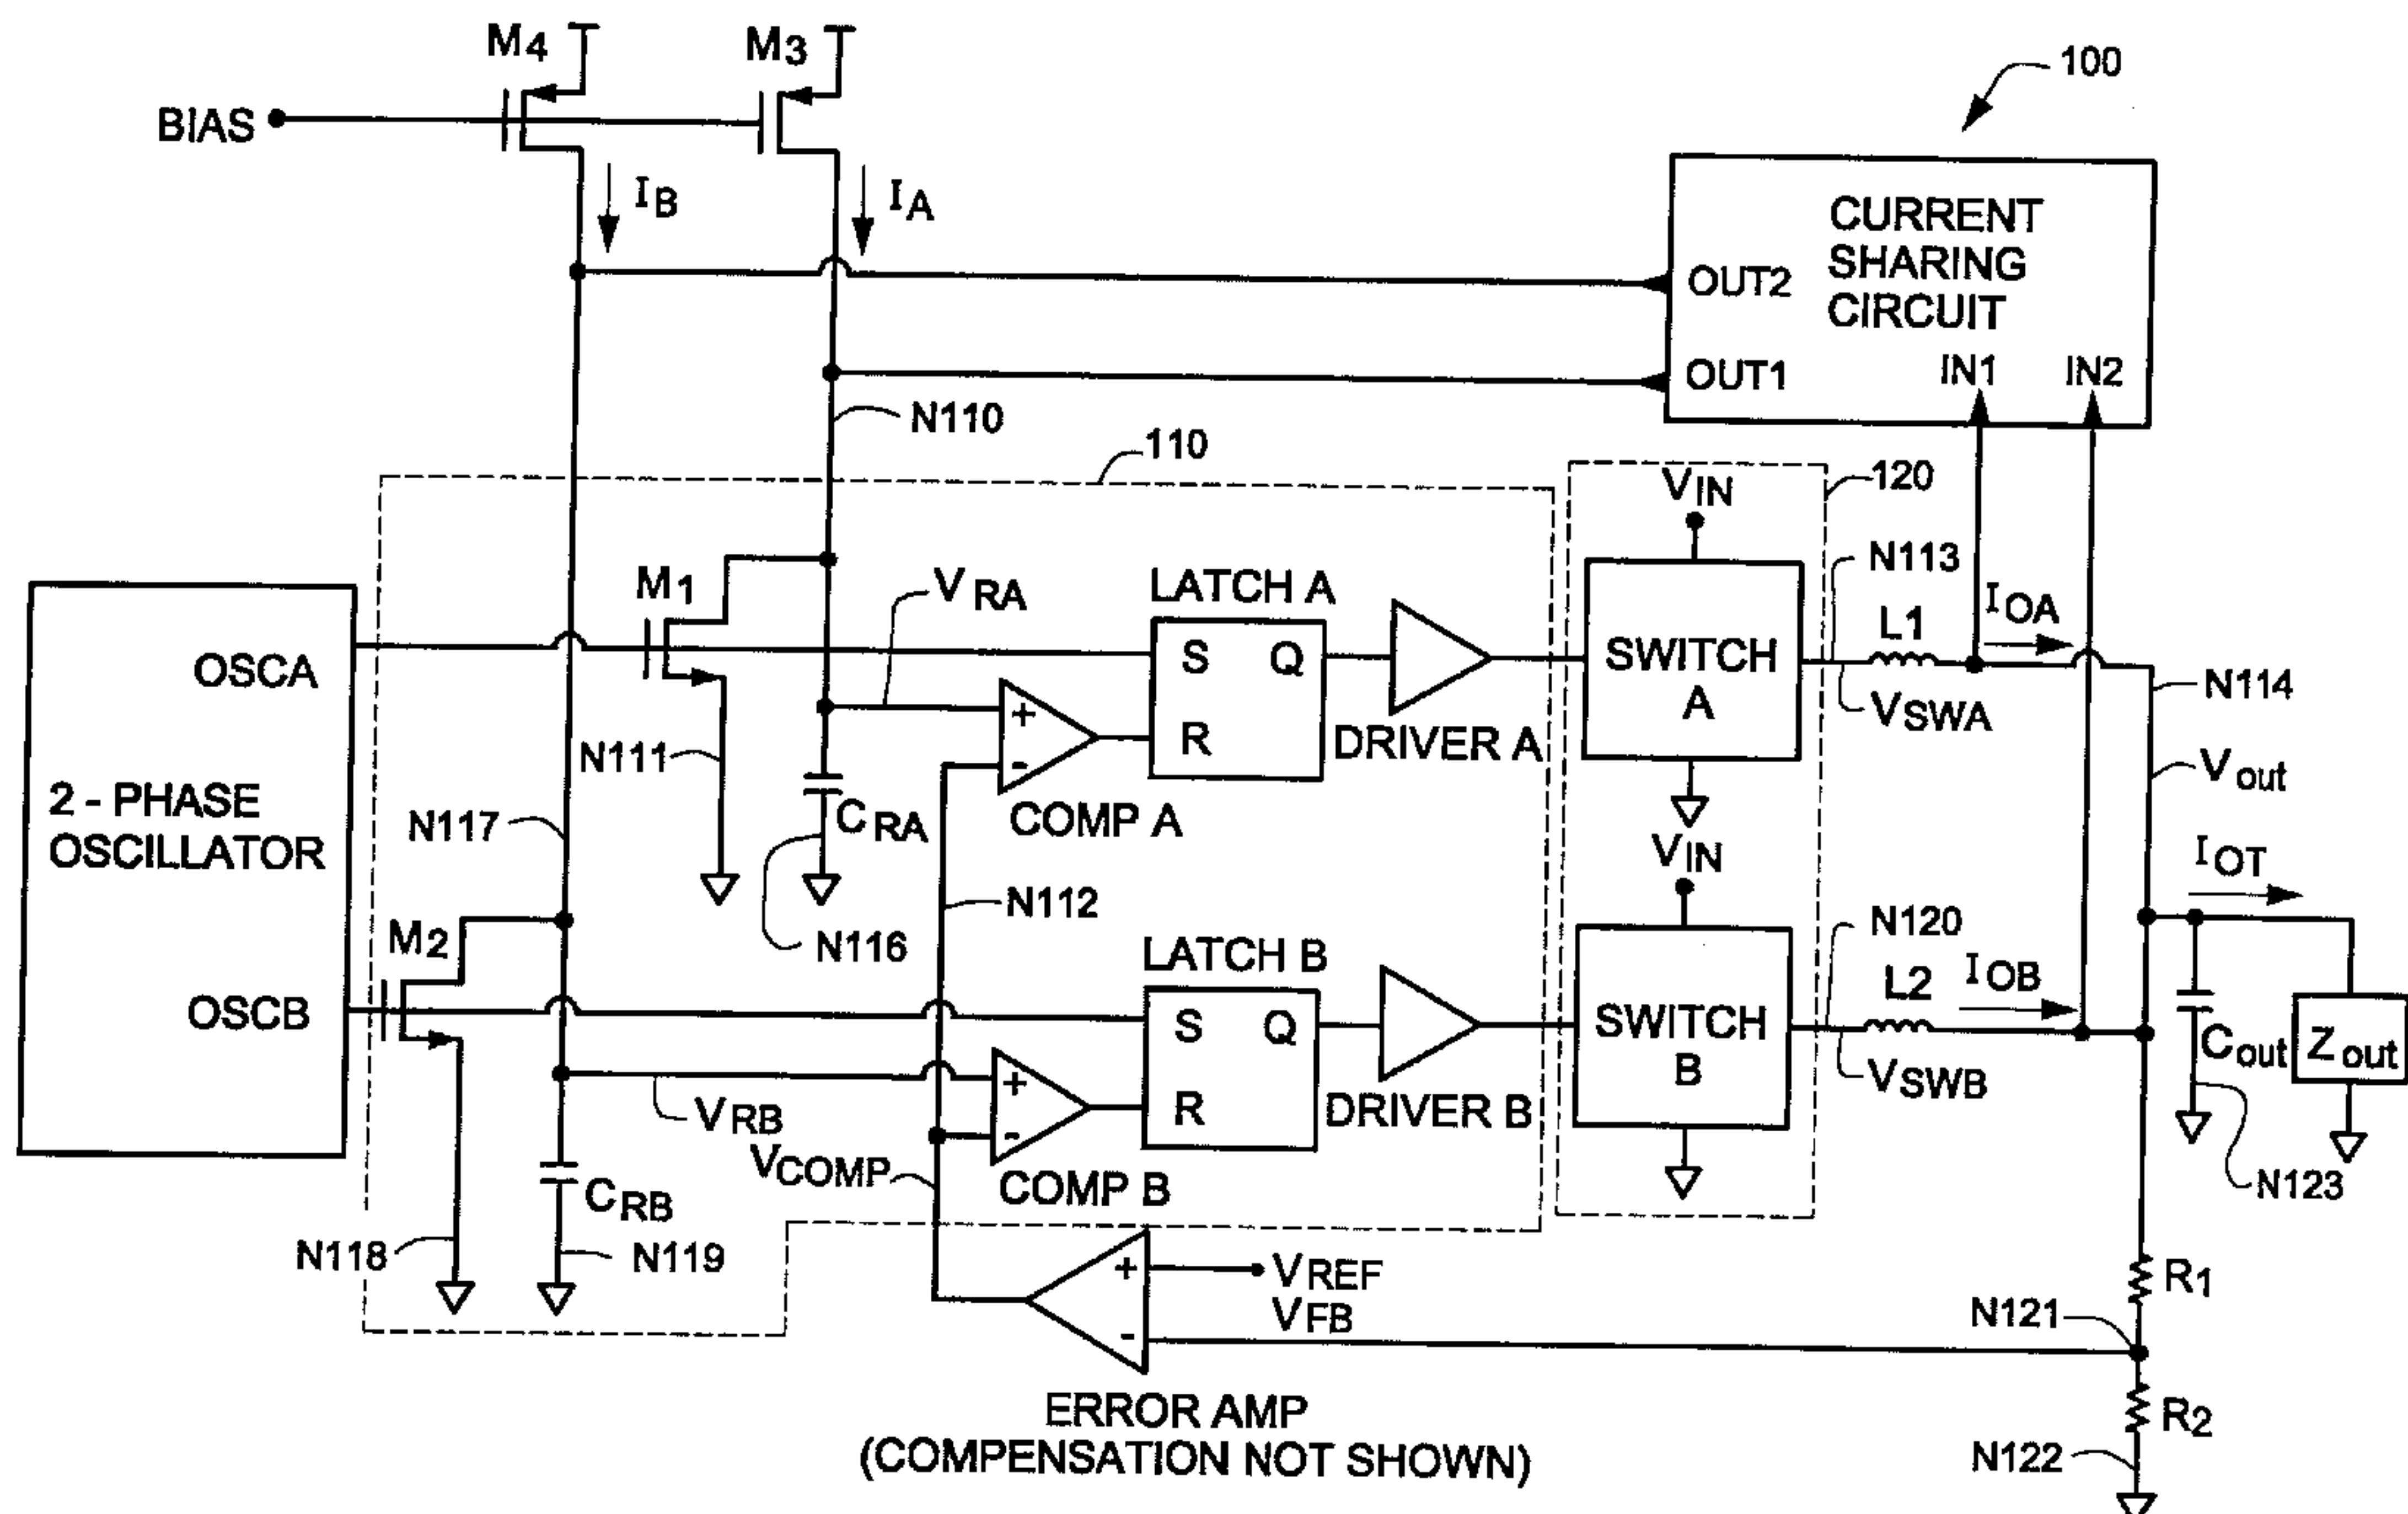 M4
M3
100
BIAS
IB
IA
CURRENT
SHARING
CIRCUIT
OUT2
OUT1
IN1
IN2
N110
110
120
VIN
N113
M1
VRA
LATCH A
L1
IOA
OSCA
S
Q
SWITCH
A
N114
N111
R
DRIVER A
VSWA
Vout
+
-
2 - PHASE
OSCILLATOR
N117
CRA
COMP A
VIN
IOT
N112
N116
M2
LATCH B
N120
L2
IOB
OSCB
S
Q
SWITCH
B
Cout
Zout
VRB
+
-
R
DRIVER B
VSWB
VCOMP
COMP B
CRB
N123
N118
N119
+
-
VREF
VFB
R1
N121
ERROR AMP
(COMPENSATION NOT SHOWN)
R2
N122